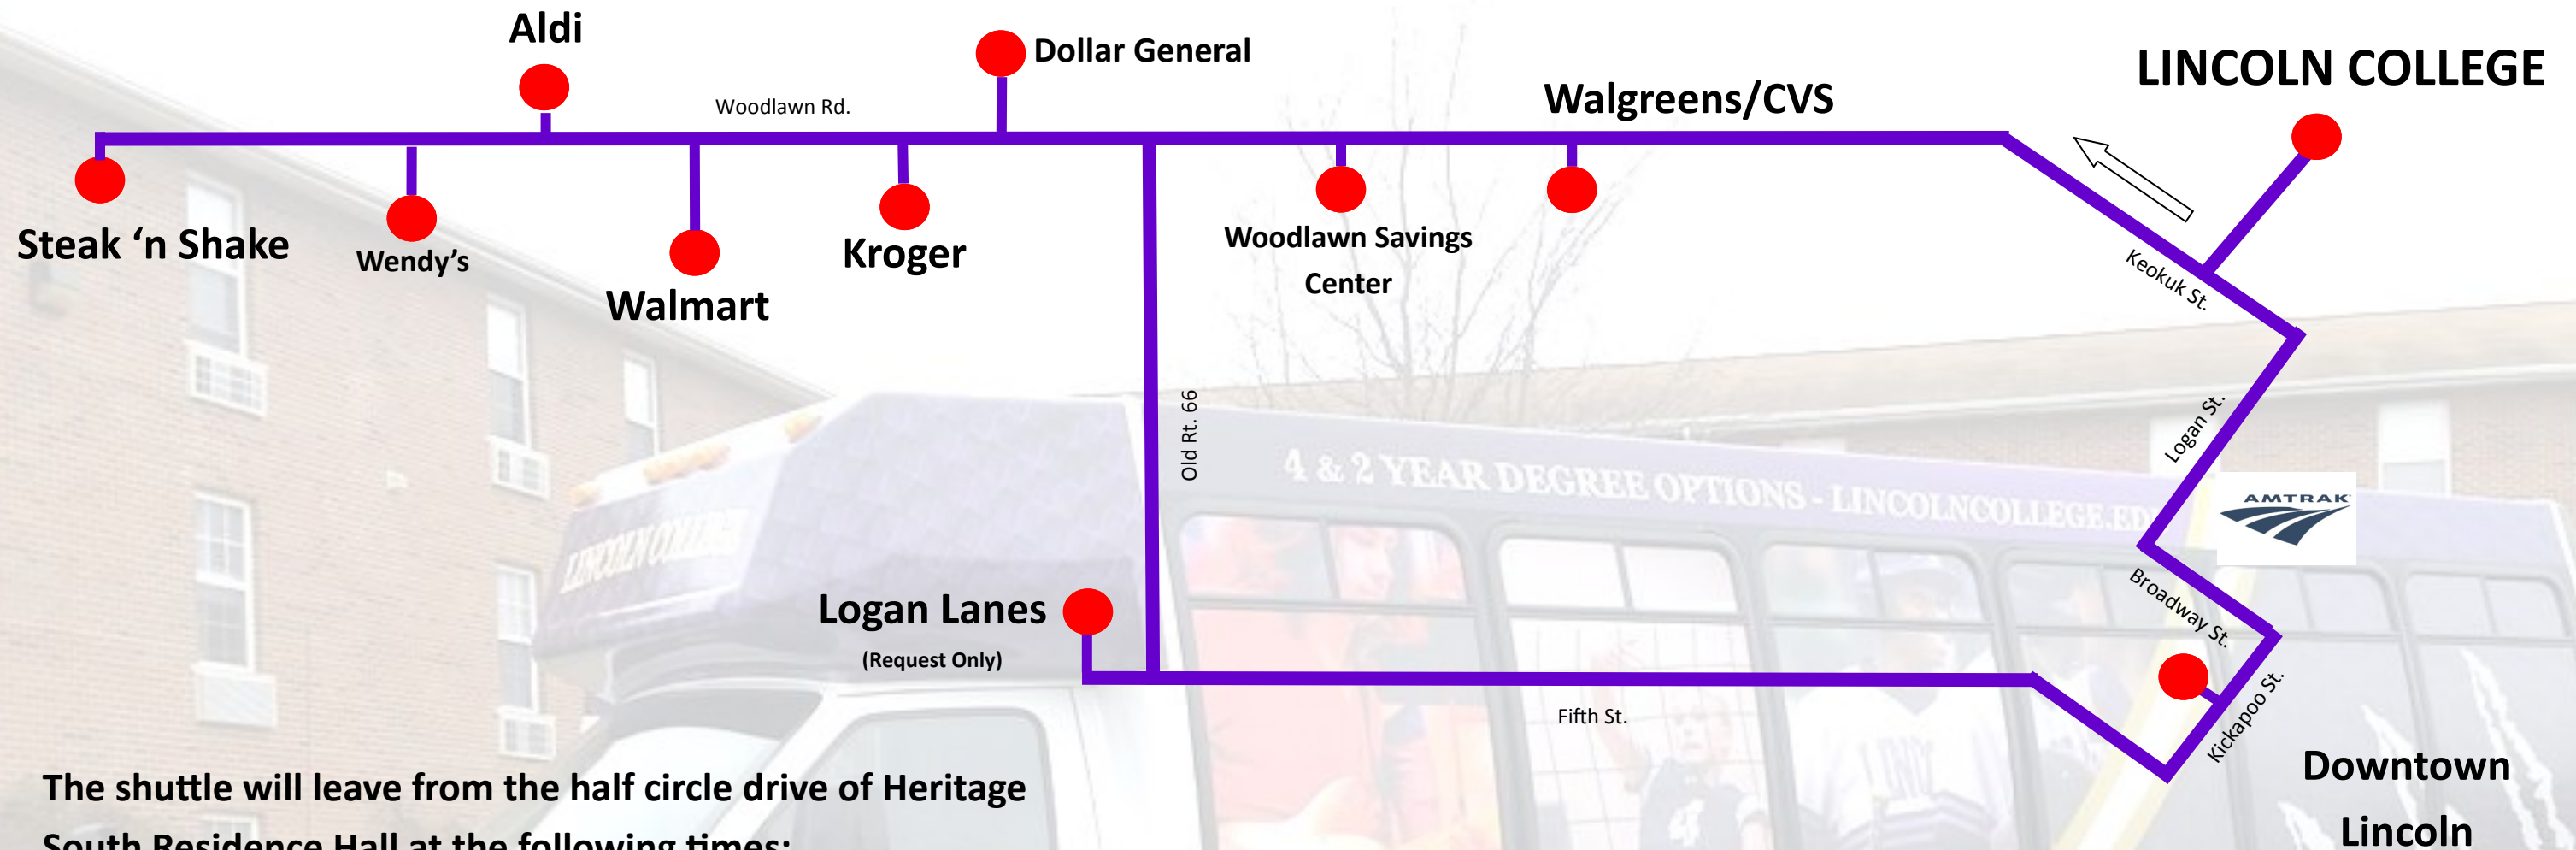 Aldi
Dollar General
LINCOLN COLLEGE
Woodlawn Rd.
Walgreens/CVS
Steak ‘n Shake
Wendy’s
Kroger
Walmart
Woodlawn Savings
Center
Keokuk St.
Old Rt. 66
Logan St.
AMTRAK
4 & 2 YEAR DEGREE OPTIONS - LINCOLNCOLLEGE.ED
LINCOLN COLLEGE
Broadway St.
Logan Lanes
(Request Only)
Kickapoo St.
Fifth St.
Downtown
Lincoln
The shuttle will leave from the half circle drive of Heritage
South Residence Hall at the following times: